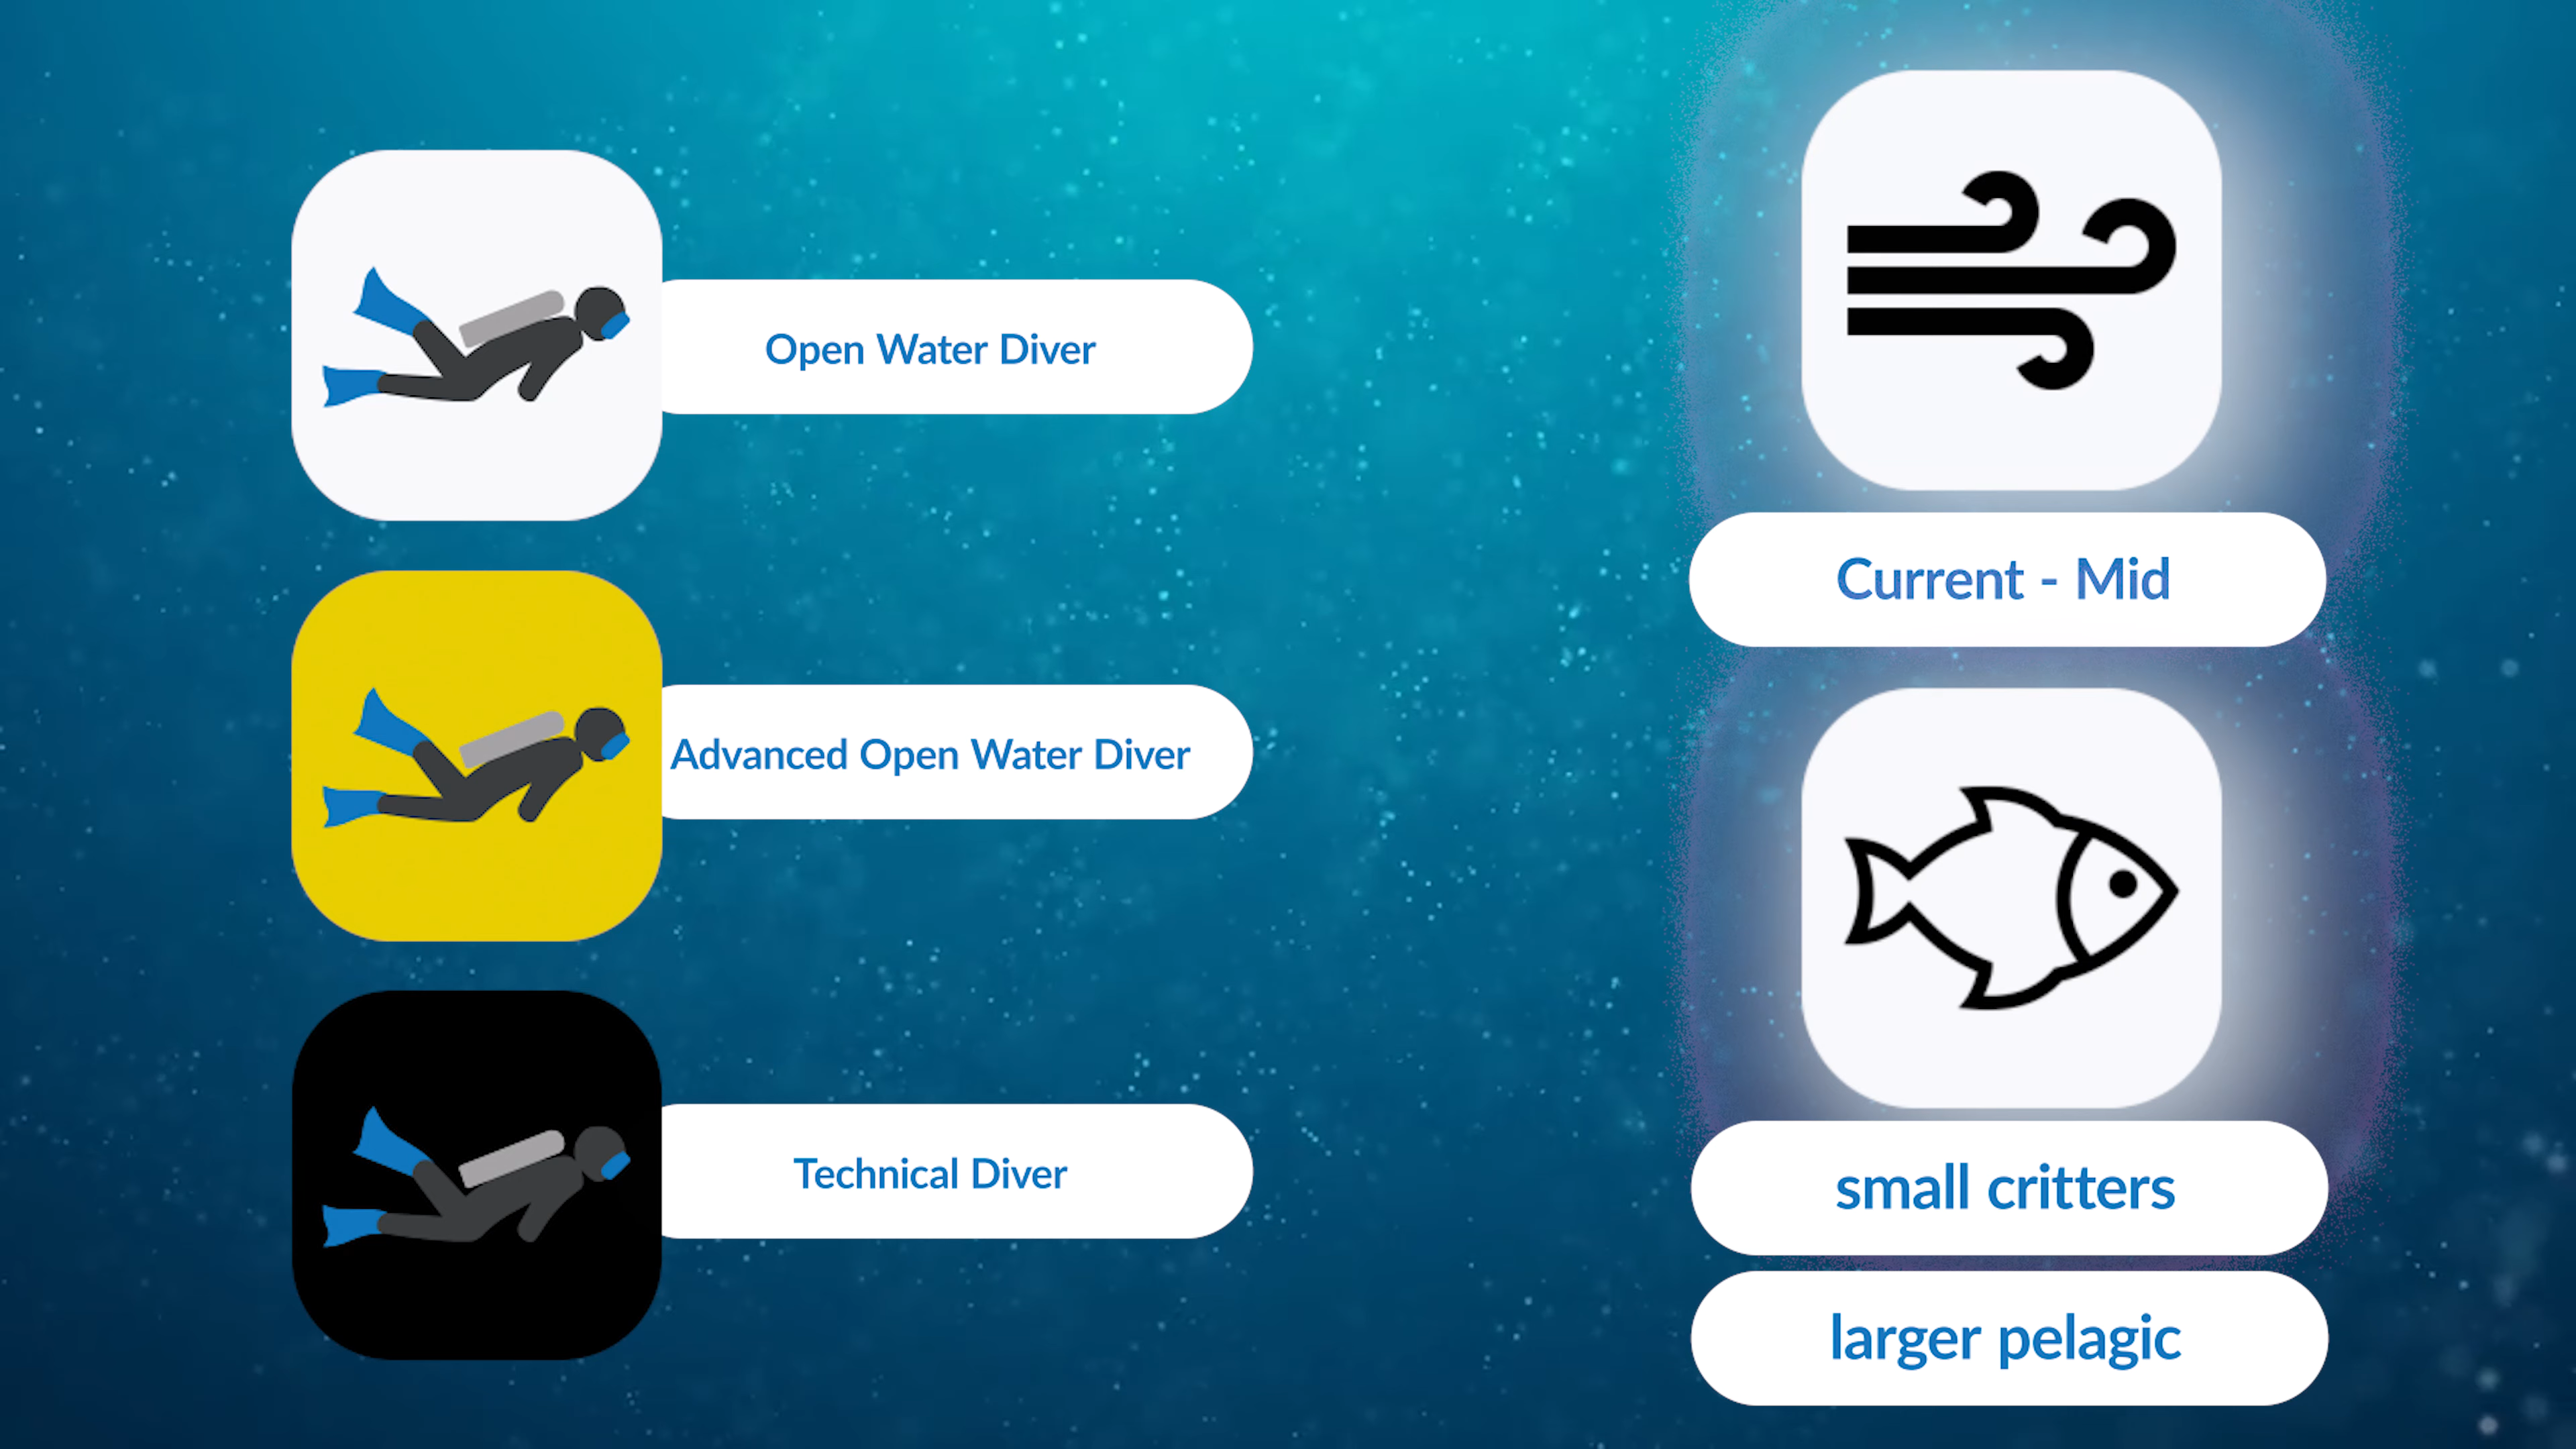 Open Water Diver
Advanced Open Water Diver
Technical Diver
Current - Mid
small critters
larger pelagic